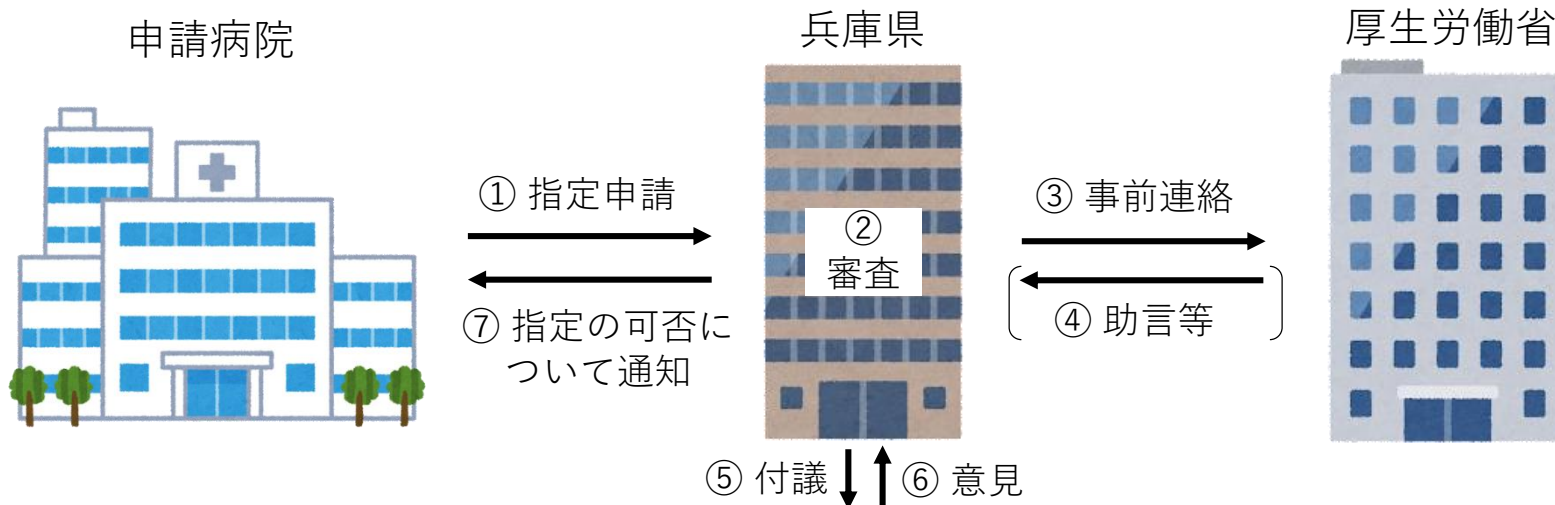 申請病院
兵庫県
厚生労働省
① 指定申請
②
審査
③ 事前連絡
④ 助言等
⑦ 指定の可否に
ついて通知
⑤ 付議
⑥ 意見